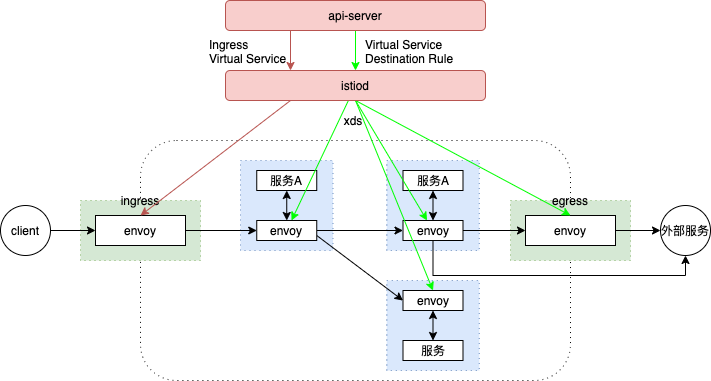 api-server
Ingress
Virtual Service
Virtual Service
Destination Rule
istiod
xds
ingress
服务A
服务A
egress
client
envoy
envoy
envoy
envoy
外部服务
envoy
服务